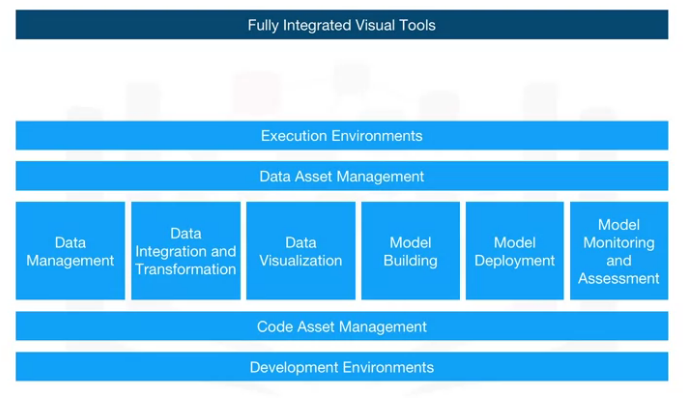 Fully Integrated Visual Tools
Execution Environments
Data Asset Management
Data
Management
Data
Integration and
Transformation
Data
Visualization
Model
Building
Model
Deployment
Model
Monitoring
and
Assessment
Code Asset Management
Development Environments